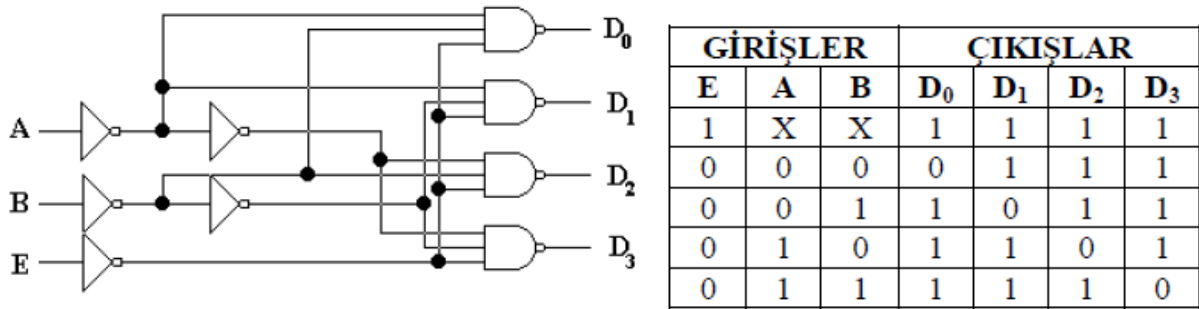 A
B
E
D₀
D₁
D₂
D₃
GİRİŞLER ÇIKIŞLAR
E A B D₀ D₁ D₂ D₃
1 X X 1 1 1 1
0 0 0 0 1 1 1
0 0 1 1 0 1 1
0 1 0 1 1 0 1
0 1 1 1 1 1 0